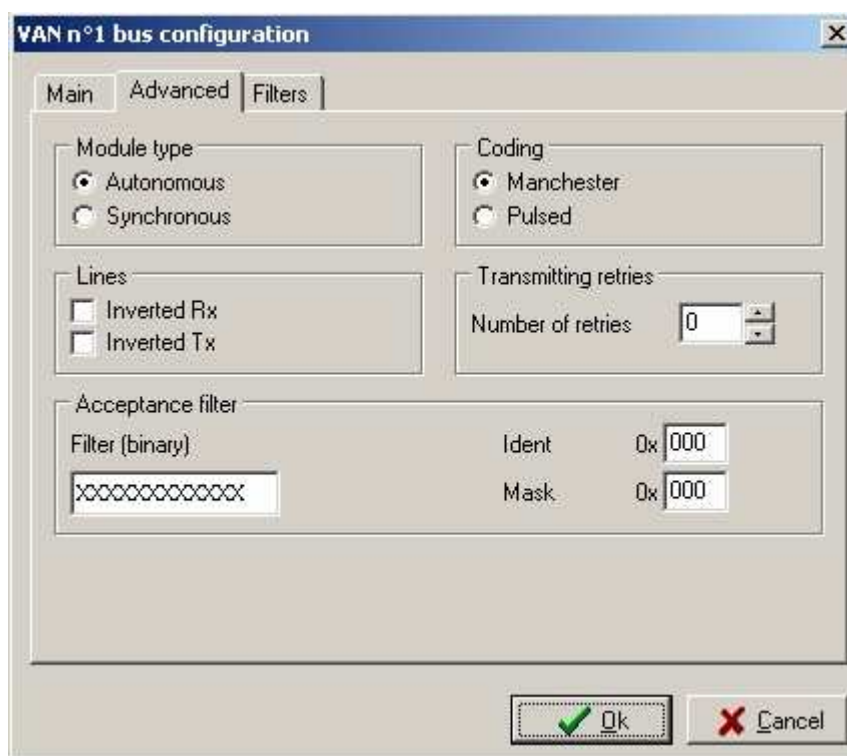 VAN n°1 bus configuration
Main Advanced Filters
Module type
Autonomous
Synchronous
Coding
Manchester
Pulsed
Lines
Inverted Rx
Inverted Tx
Transmitting retries
Number of retries 0
Acceptance filter
Filter (binary)
XXXXXXXXXXXX
Ident 0x 000
Mask 0x 000
Ok Cancel